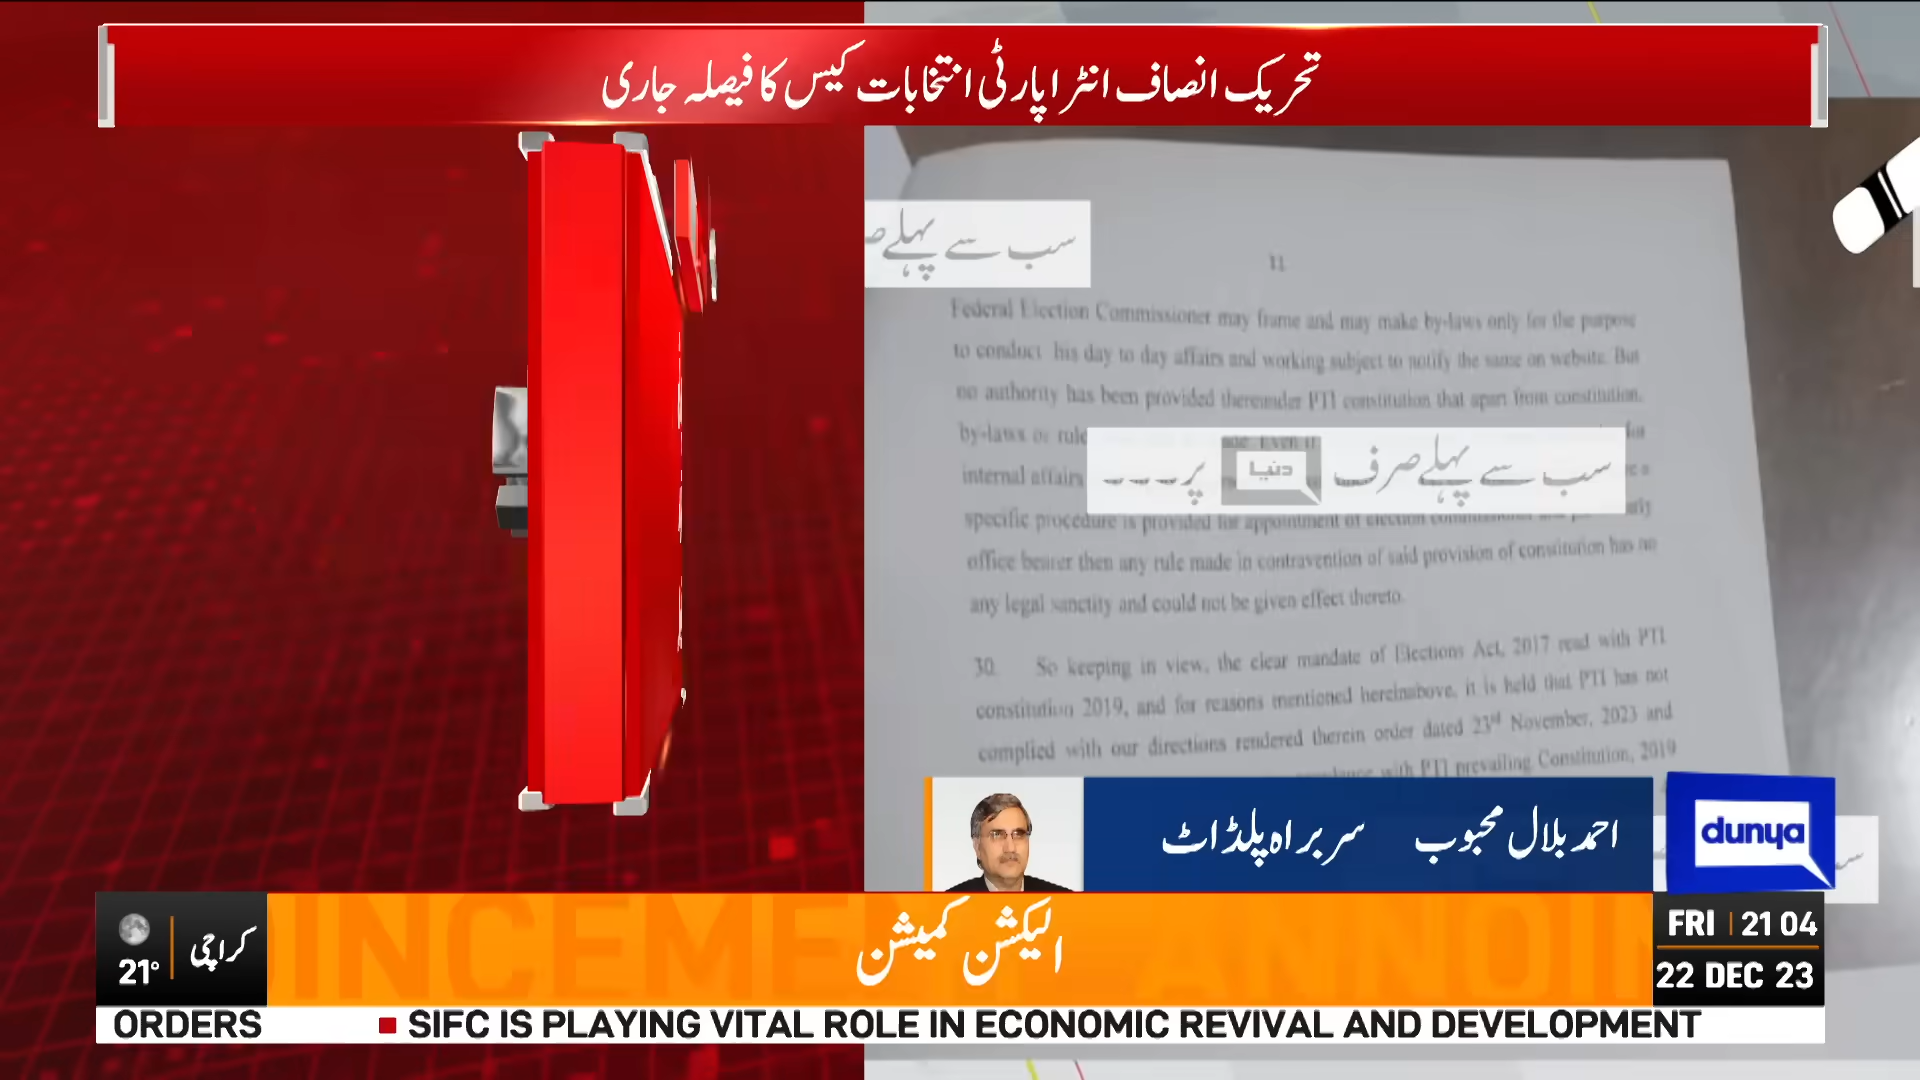 تحریک انصاف انٹرا پارٹی انتخابات کیس کا فیصلہ جاری
سب سے پہلے
11
Federal Election Commissioner may frame and may make by-laws only for the purpose
to conduct his day to day affairs and working subject to notify the same on website. But
no authority has been provided thereunder PTI constitution that apart from constitution,
by-laws or rule
for
سب سے پہلے صرف دنیا پر۔۔۔
internal affairs
specific procedure is provided for appointment of election
office bearer then any rule made in contravention of said provision of constitution has no
any legal sanctity and could not be given effect thereto.
30. So keeping in view, the clear mandate of Elections Act, 2017 read with PTI
constitution 2019, and for reasons mentioned hereinabove, it is held that PTI has not
complied with our directions rendered therein order dated 23rd November, 2023 and
with PTI prevailing Constitution, 2019
احمد بلال محبوب سربراہ پلڈاٹ
dunya
الیکشن کمیشن
کراچی
21°
FRI 21 04
22 DEC 23
ORDERS ■ SIFC IS PLAYING VITAL ROLE IN ECONOMIC REVIVAL AND DEVELOPMENT